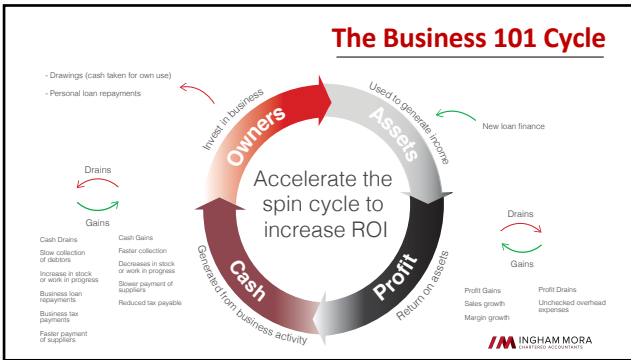 The Business 101 Cycle
- Drawings (cash taken for own use)
- Personal loan repayments
Invest in business
Owners
Used to generate income
Assets
New loan finance
Accelerate the
spin cycle to
increase ROI
Drains
Gains
Cash Drains
Slow collection
of debtors
Increase in stock
or work in progress
Business loan
repayments
Business tax
payments
Faster payment
of suppliers
Cash Gains
Faster collection
Decreases in stock
or work in progress
Slower payment of
suppliers
Reduced tax payable
Cash
Generated from business activity
Profit
Return on assets
Drains
Gains
Profit Gains
Sales growth
Margin growth
Profit Drains
Unchecked overhead
expenses
INGHAM MORA
CHARTERED ACCOUNTANTS